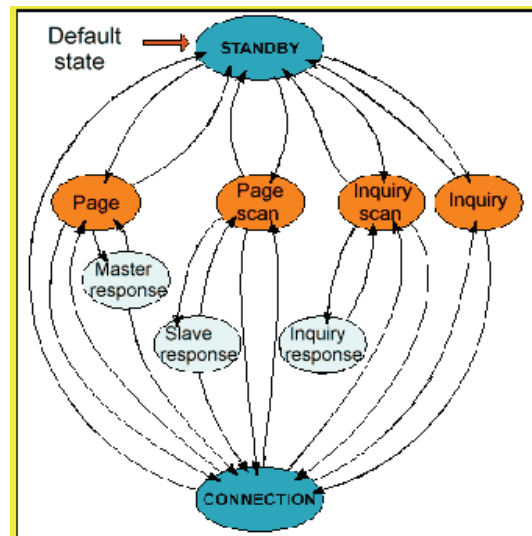 Default
state
STANDBY
Page
Page
scan
Inquiry
scan
Inquiry
Master
response
Slave
response
Inquiry
response
CONNECTION